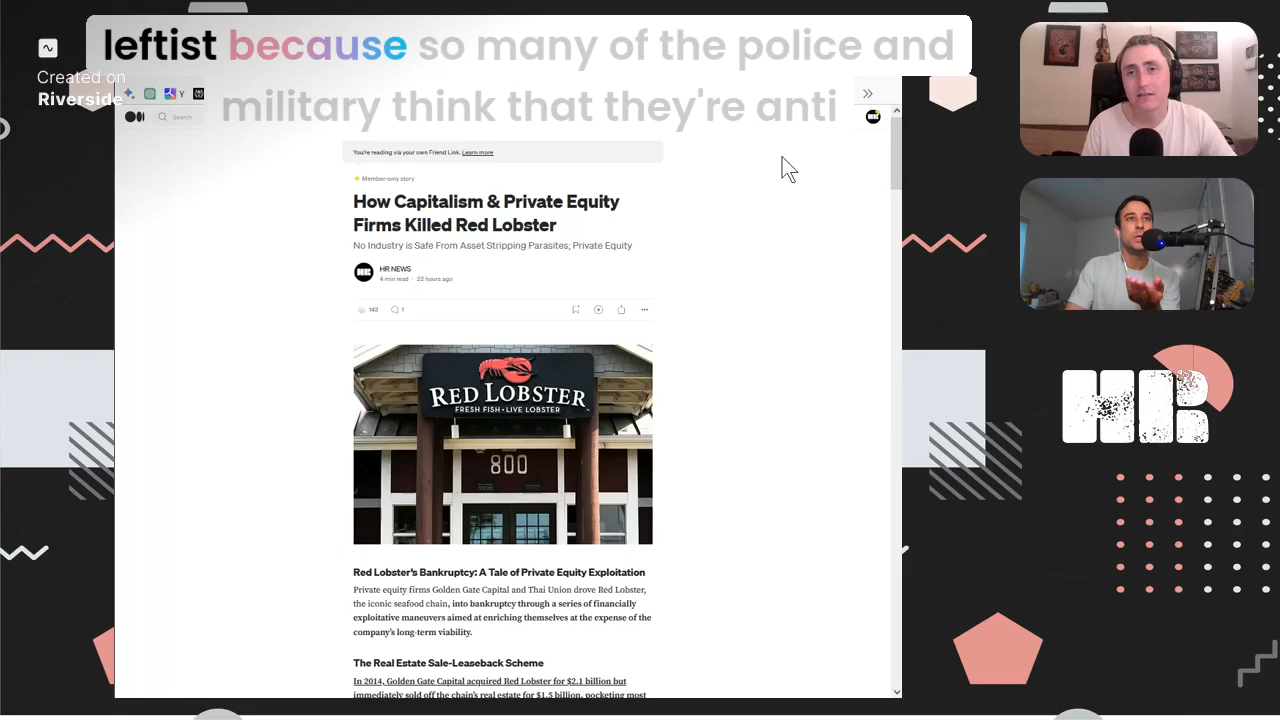 leftist because so many of the police and
military think that they're anti
Created on
Riverside
Y
Search
You're reading via your own Friend Link. Learn more
Member-only story
How Capitalism & Private Equity
Firms Killed Red Lobster
No Industry is Safe From Asset Stripping Parasites; Private Equity
HR NEWS
4 min read · 22 hours ago
143
1
RED LOBSTER
FRESH FISH • LIVE LOBSTER
800
Red Lobster's Bankruptcy: A Tale of Private Equity Exploitation
Private equity firms Golden Gate Capital and Thai Union drove Red Lobster,
the iconic seafood chain, into bankruptcy through a series of financially
exploitative maneuvers aimed at enriching themselves at the expense of the
company's long-term viability.
The Real Estate Sale-Leaseback Scheme
In 2014, Golden Gate Capital acquired Red Lobster for $2.1 billion but
immediately sold off the chain's real estate for $1.5 billion, pocketing most
HR